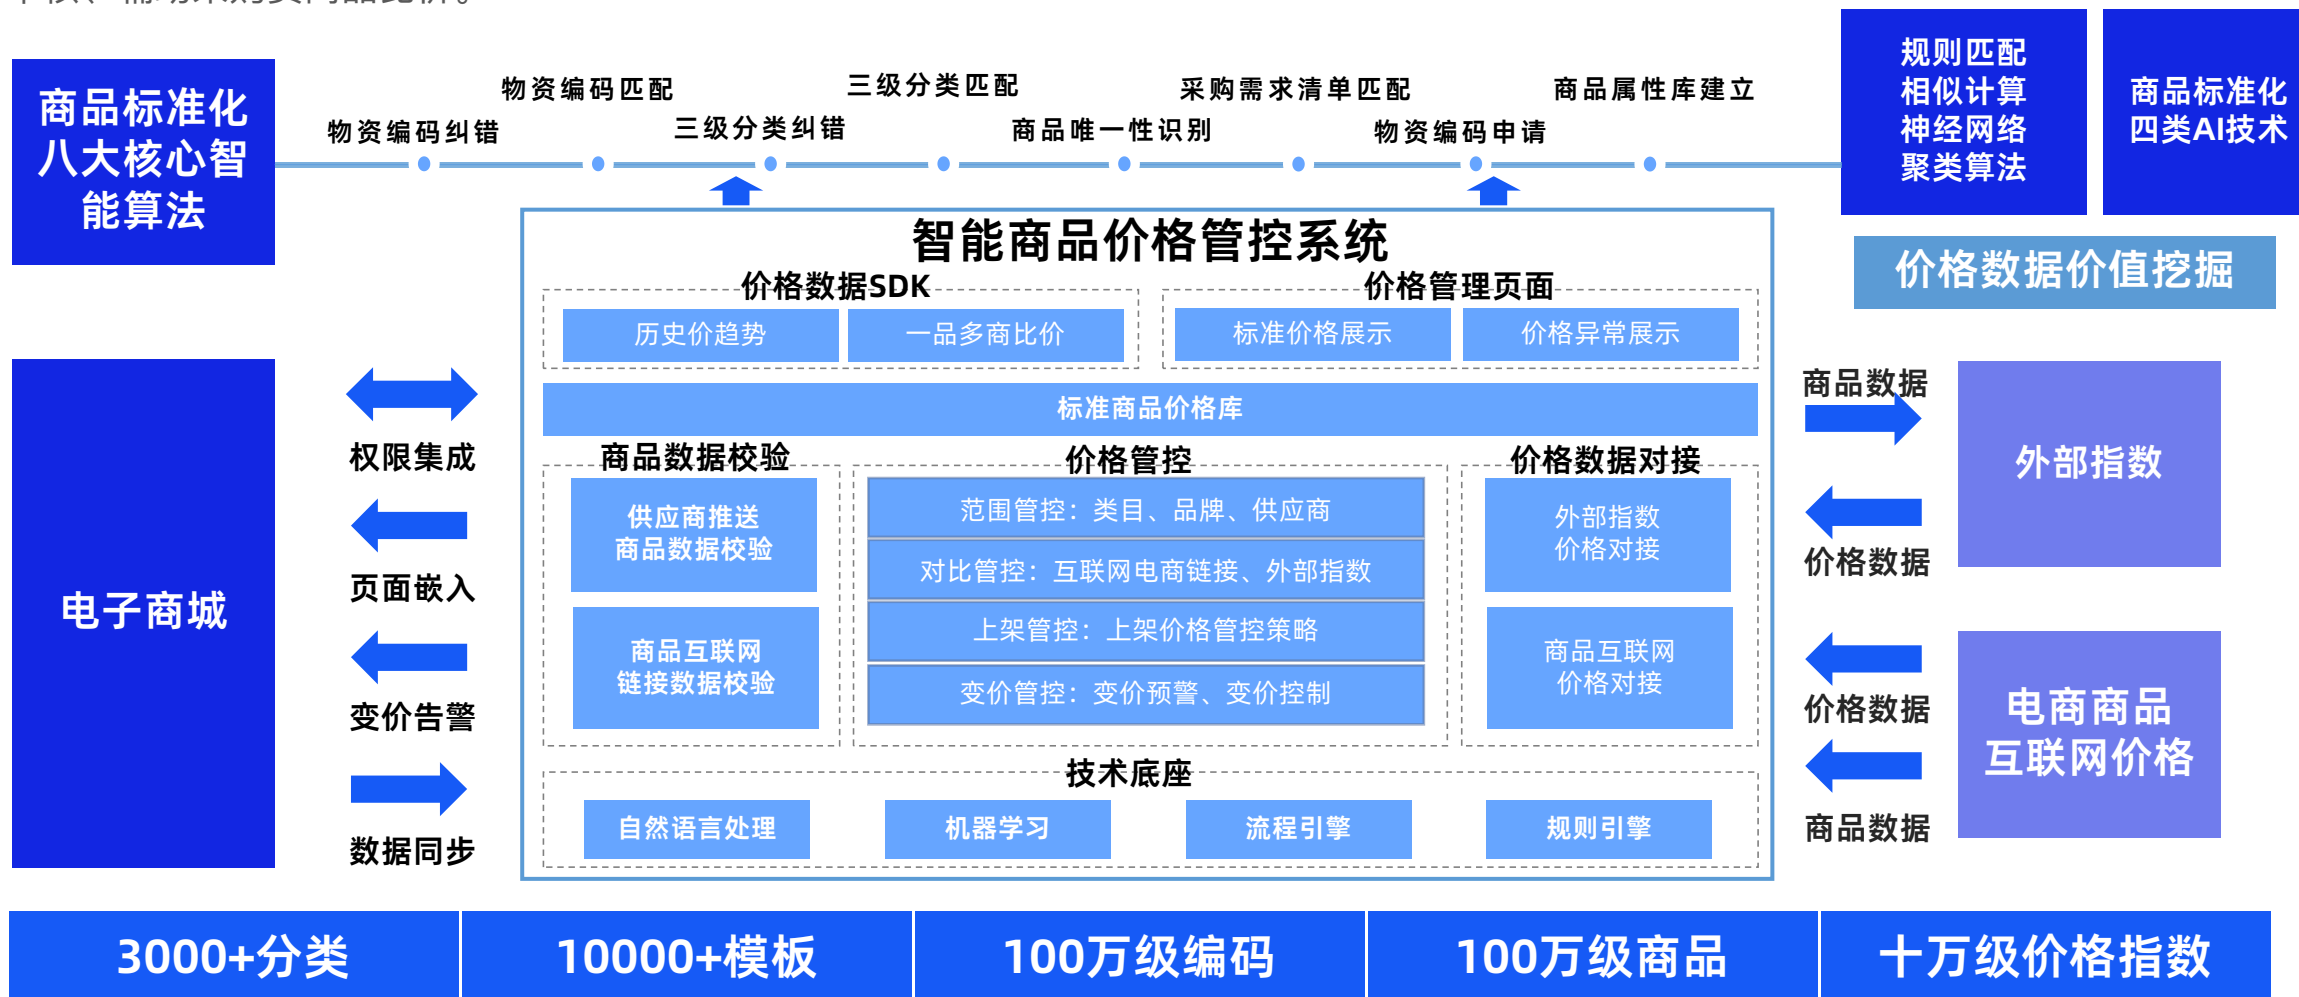 商品标准化
八大核心智
能算法
物资编码纠错
物资编码匹配
三级分类纠错
三级分类匹配
商品唯一性识别
采购需求清单匹配
物资编码申请
商品属性库建立
规则匹配
相似计算
神经网络
聚类算法
商品标准化
四类AI技术
价格数据价值挖掘
智能商品价格管控系统
价格数据SDK
历史价趋势
一品多商比价
价格管理页面
标准价格展示
价格异常展示
标准商品价格库
商品数据校验
供应商推送
商品数据校验
商品互联网
链接数据校验
价格管控
范围管控：类目、品牌、供应商
对比管控：互联网电商链接、外部指数
上架管控：上架价格管控策略
变价管控：变价预警、变价控制
价格数据对接
外部指数
价格对接
商品互联网
价格对接
技术底座
自然语言处理
机器学习
流程引擎
规则引擎
电子商城
权限集成
页面嵌入
变价告警
数据同步
商品数据
价格数据
外部指数
价格数据
商品数据
电商商品
互联网价格
3000+分类
10000+模板
100万级编码
100万级商品
十万级价格指数